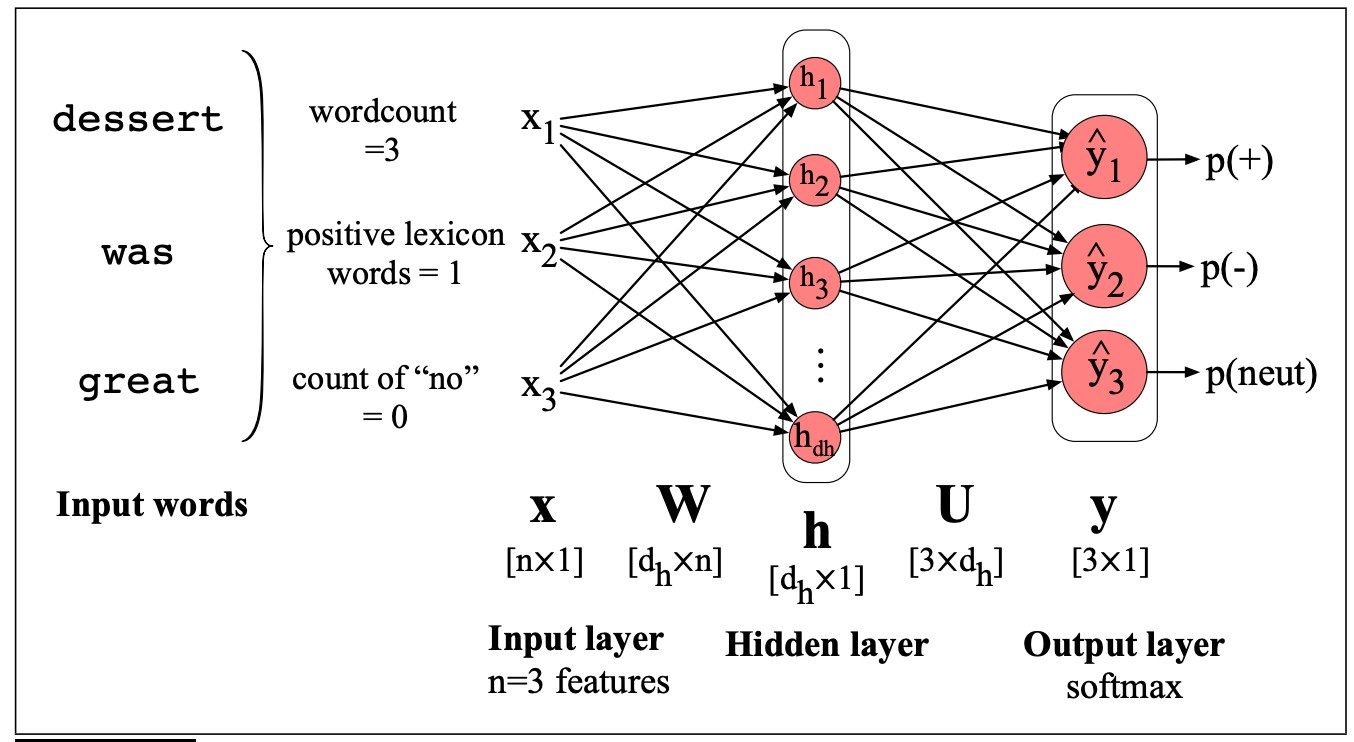 dessert
was
great
Input words
wordcount
=3
positive lexicon
words = 1
count of “no”
= 0
x₁
x₂
x₃
h₁
h₂
h₃
⋮
h_dh
ŷ₁
ŷ₂
ŷ₃
p(+)
p(-)
p(neut)
x
[n×1]
W
[dₕ×n]
h
[dₕ×1]
U
[3×dₕ]
y
[3×1]
Input layer
n=3 features
Hidden layer
Output layer
softmax